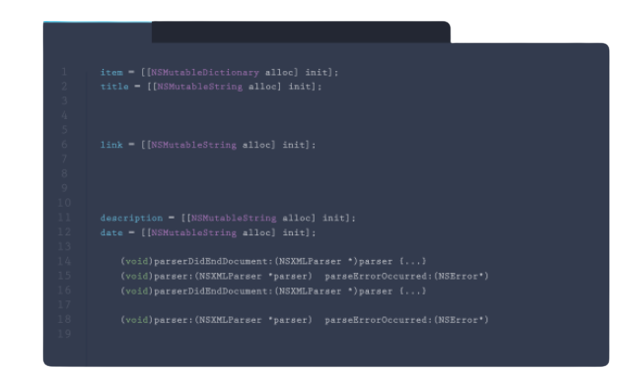 1 item = [[NSMutableDictionary alloc] init];
2 title = [[NSMutableString alloc] init];
3
4
5
6 link = [[NSMutableString alloc] init];
7
8
9
10
11 description = [[NSMutableString alloc] init];
12 date = [[NSMutableString alloc] init];
13
14 (void)parserDidEndDocument:(NSXMLParser *)parser {...}
15 (void)parser:(NSXMLParser *parser) parseErrorOccurred:(NSError*)
16 (void)parserDidEndDocument:(NSXMLParser *)parser {...}
17
18 (void)parser:(NSXMLParser *parser) parseErrorOccurred:(NSError*)
19